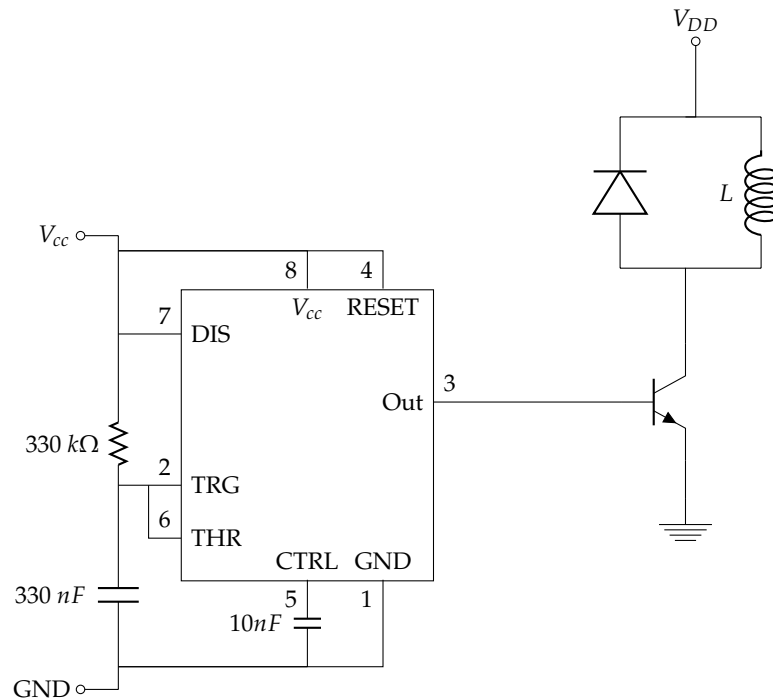 V_DD
L
V_cc
8
4
V_cc
RESET
7
DIS
Out
3
330 kΩ
2
TRG
6
THR
CTRL
GND
330 nF
5
1
10nF
GND